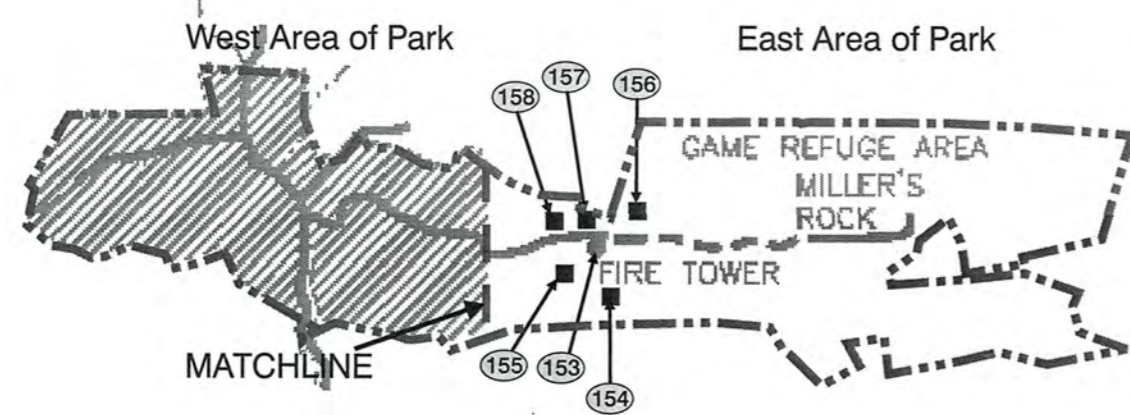 West Area of Park
East Area of Park
157
158
156
GAME REFUGE AREA
MILLER'S
ROCK
FIRE TOWER
MATCHLINE
155
153
154